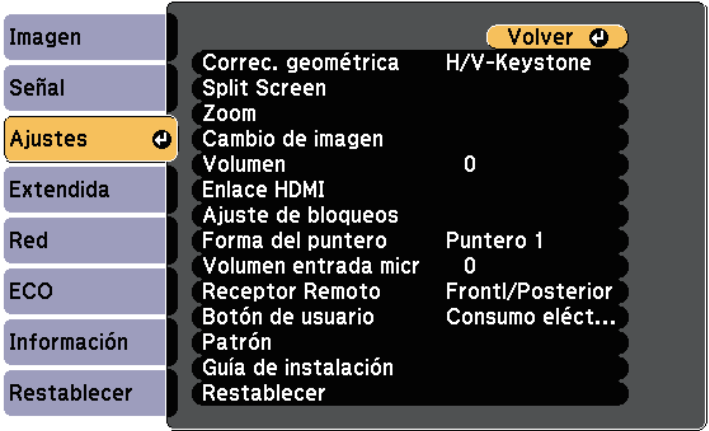 Imagen
Señal
Ajustes
Extendida
Red
ECO
Información
Restablecer
Volver
Correc. geométrica H/V-Keystone
Split Screen
Zoom
Cambio de imagen
Volumen 0
Enlace HDMI
Ajuste de bloqueos
Forma del puntero Puntero 1
Volumen entrada micr 0
Receptor Remoto Frontl/Posterior
Botón de usuario Consumo eléct...
Patrón
Guía de instalación
Restablecer